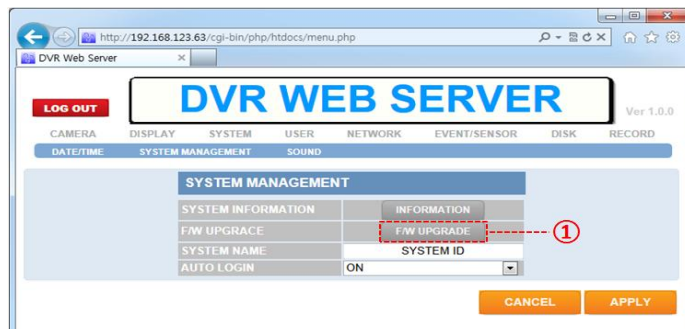 http://192.168.123.63/cgi-bin/php/htdocs/menu.php
DVR Web Server
LOG OUT
DVR WEB SERVER
Ver 1.0.0
CAMERA DISPLAY SYSTEM USER NETWORK EVENT/SENSOR DISK RECORD
DATE/TIME SYSTEM MANAGEMENT SOUND
SYSTEM MANAGEMENT
SYSTEM INFORMATION INFORMATION
F/W UPGRACE F/W UPGRADE ①
SYSTEM NAME SYSTEM ID
AUTO LOGIN ON
CANCEL APPLY